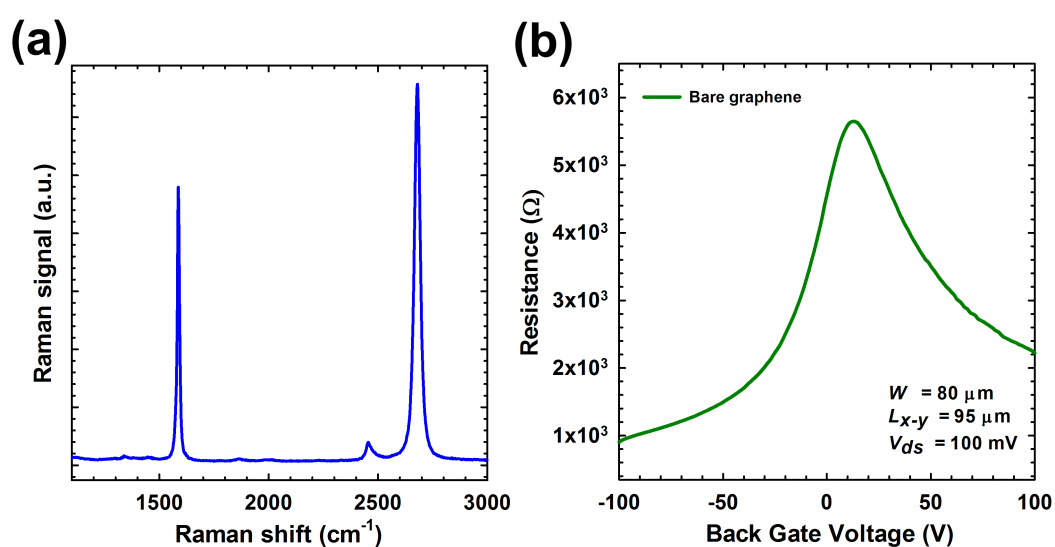 (a)
Raman signal (a.u.)
1500 2000 2500 3000
Raman shift (cm⁻¹)
(b)
Resistance (Ω)
6x10³
5x10³
4x10³
3x10³
2x10³
1x10³
Bare graphene
W = 80 μm
Lx-y = 95 μm
Vds = 100 mV
-100 -50 0 50 100
Back Gate Voltage (V)